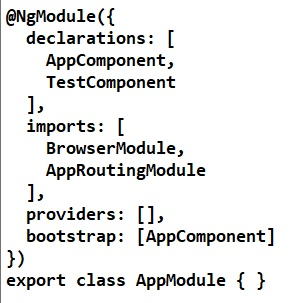 @NgModule({
  declarations: [
    AppComponent,
    TestComponent
  ],
  imports: [
    BrowserModule,
    AppRoutingModule
  ],
  providers: [],
  bootstrap: [AppComponent]
})
export class AppModule { }